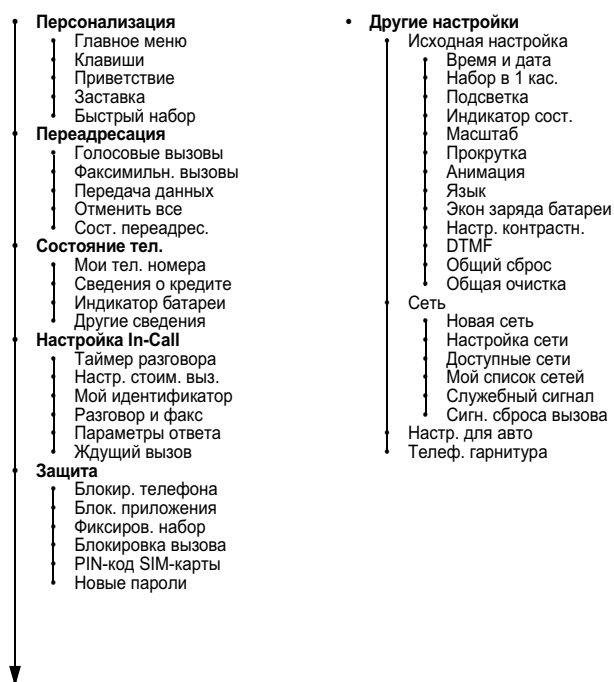 Персонализация
Главное меню
Клавиши
Приветствие
Заставка
Быстрый набор
Переадресация
Голосовые вызовы
Факсимильн. вызовы
Передача данных
Отменить все
Сост. переадрес.
Состояние тел.
Мои тел. номера
Сведения о кредите
Индикатор батареи
Другие сведения
Настройка In-Call
Таймер разговора
Настр. стоим. выз.
Мой идентификатор
Разговор и факс
Параметры ответа
Ждущий вызов
Защита
Блокир. телефона
Блок. приложения
Фиксиров. набор
Блокировка вызова
PIN-код SIM-карты
Новые пароли
• Другие настройки
Исходная настройка
Время и дата
Набор в 1 кас.
Подсветка
Индикатор сост.
Масштаб
Прокрутка
Анимация
Язык
Экон заряда батареи
Настр. контрастн.
DTMF
Общий сброс
Общая очистка
Сеть
Новая сеть
Настройка сети
Доступные сети
Мой список сетей
Служебный сигнал
Сигн. сброса вызова
Настр. для авто
Телеф. гарнитура